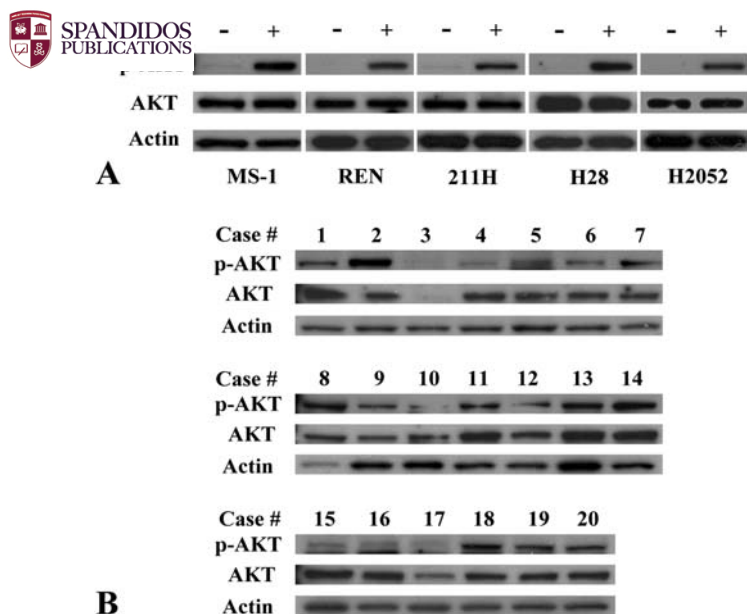 SPANDIDOS
PUBLICATIONS
- + - + - + - + - +
AKT
Actin
A
MS-1 REN 211H H28 H2052
Case # 1 2 3 4 5 6 7
p-AKT
AKT
Actin
Case # 8 9 10 11 12 13 14
p-AKT
AKT
Actin
Case # 15 16 17 18 19 20
p-AKT
AKT
B
Actin